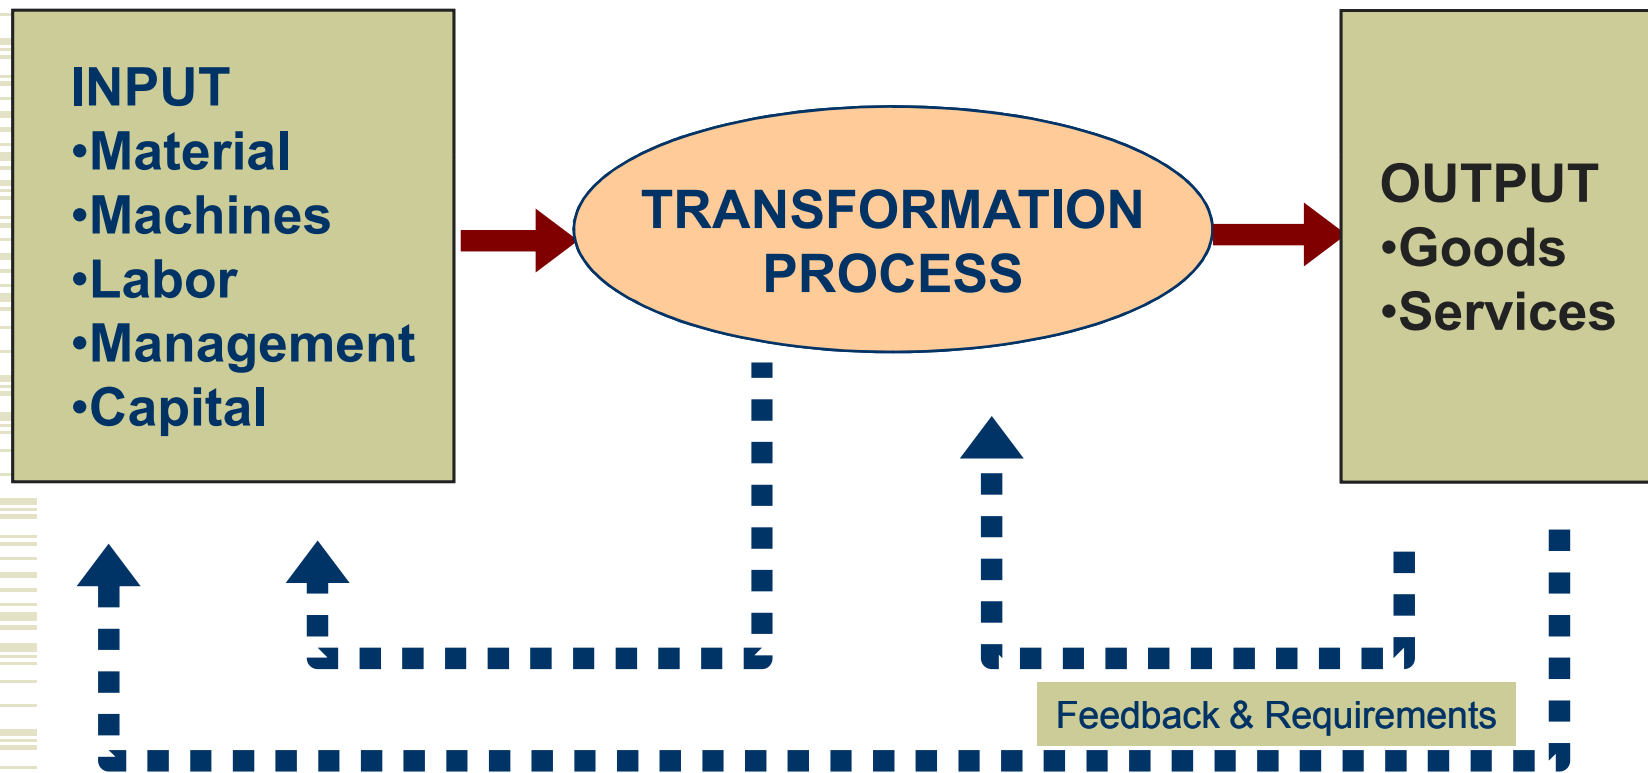 INPUT
•Material
•Machines
•Labor
•Management
•Capital
TRANSFORMATION
PROCESS
OUTPUT
•Goods
•Services
Feedback & Requirements